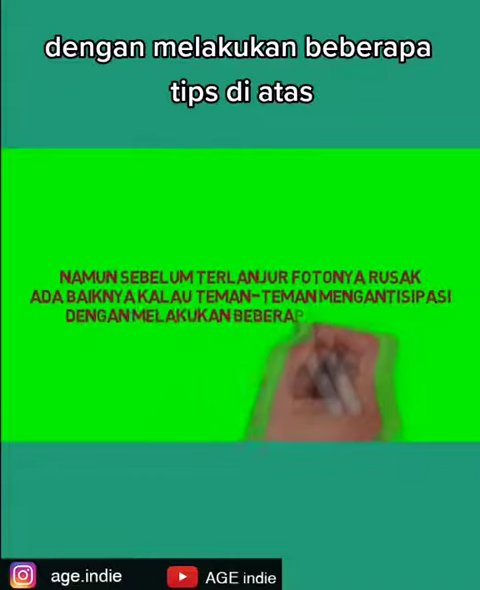 dengan melakukan beberapa
tips di atas
NAMUN SEBELUM TERLANJUR FOTONYA RUSAK
ADA BAIKNYA KALAU TEMAN-TEMAN MENGANTISIPASI
DENGAN MELAKUKAN BEBERAP
age.indie
AGE indie